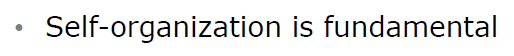 • Self-organization is fundamental